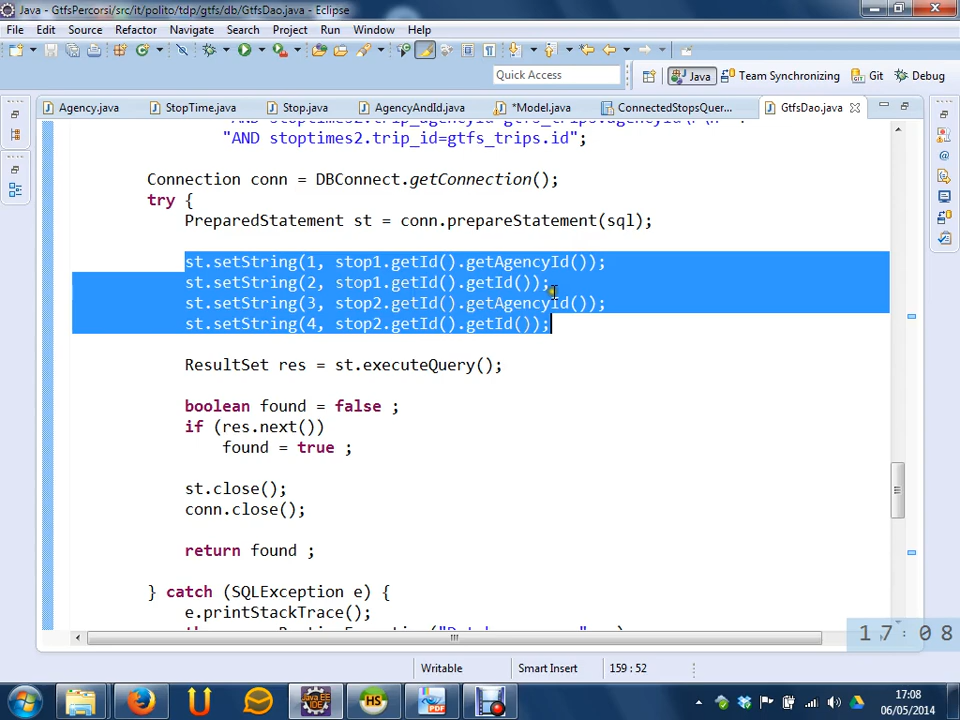 Java - GtfsPercorsi/src/it/polito/tdp/gtfs/db/GtfsDao.java - Eclipse
File Edit Source Refactor Navigate Search Project Run Window Help
Quick Access
Java Team Synchronizing Git Debug
Agency.java StopTime.java Stop.java AgencyAndId.java *Model.java ConnectedStopsQuer... GtfsDao.java
"AND stoptimes2.trip_id=gtfs_trips.id";
Connection conn = DBConnect.getConnection();
try {
PreparedStatement st = conn.prepareStatement(sql);
st.setString(1, stop1.getId().getAgencyId());
st.setString(2, stop1.getId().getId());
st.setString(3, stop2.getId().getAgencyId());
st.setString(4, stop2.getId().getId());
ResultSet res = st.executeQuery();
boolean found = false ;
if (res.next())
found = true ;
st.close();
conn.close();
return found ;
} catch (SQLException e) {
e.printStackTrace();
17:08
Writable Smart Insert 159 : 52
HS PDF
17:08
06/05/2014